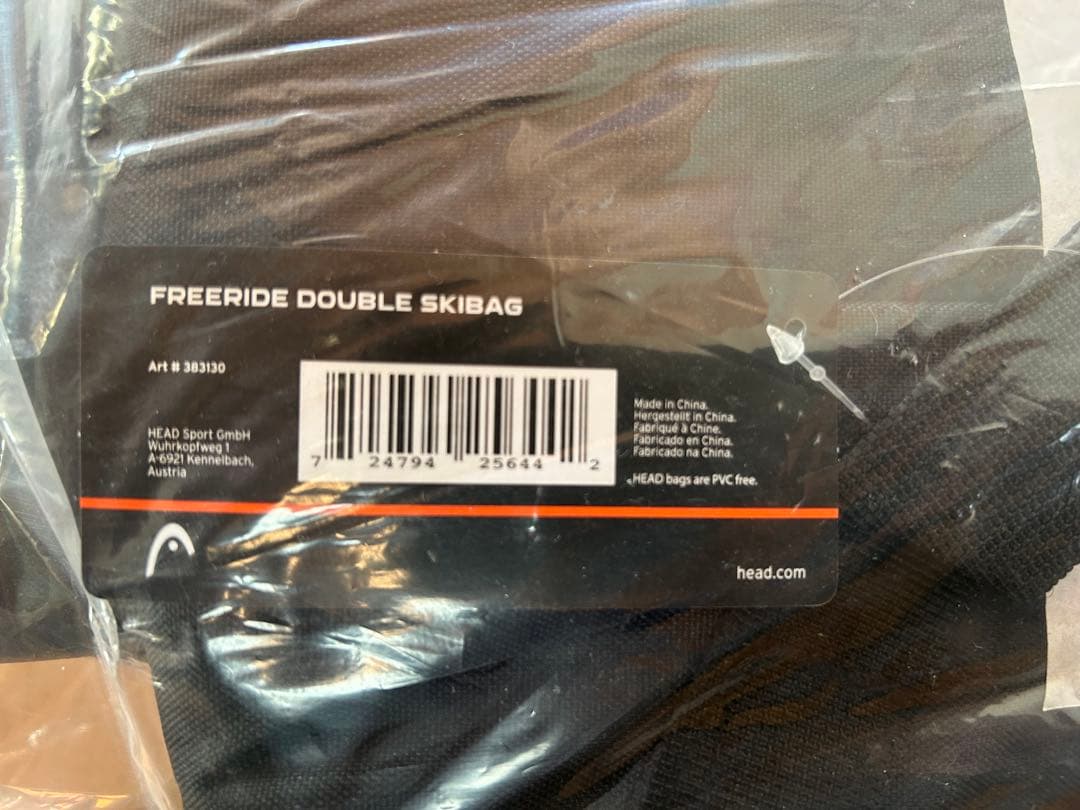 FREERIDE DOUBLE SKIBAG
Art # 383130
HEAD Sport GmbH
Wuhrkopfweg 1
A-6921 Kennelbach,
Austria
7 24794 25644 2
Made in China.
Hergestellt in China.
Fabriqué à Chine.
Fabricado en China.
Fabricado na China.
HEAD bags are PVC free.
head.com